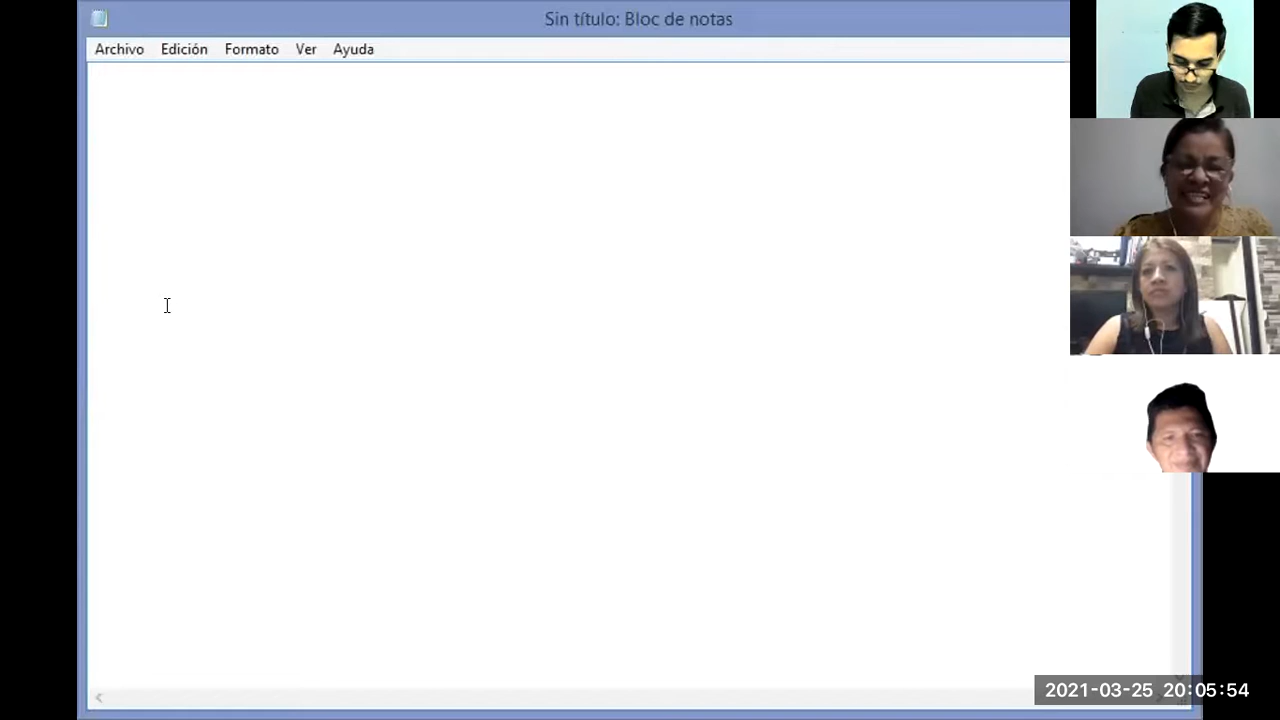 Sin título: Bloc de notas
Archivo Edición Formato Ver Ayuda
2021-03-25 20:05:54